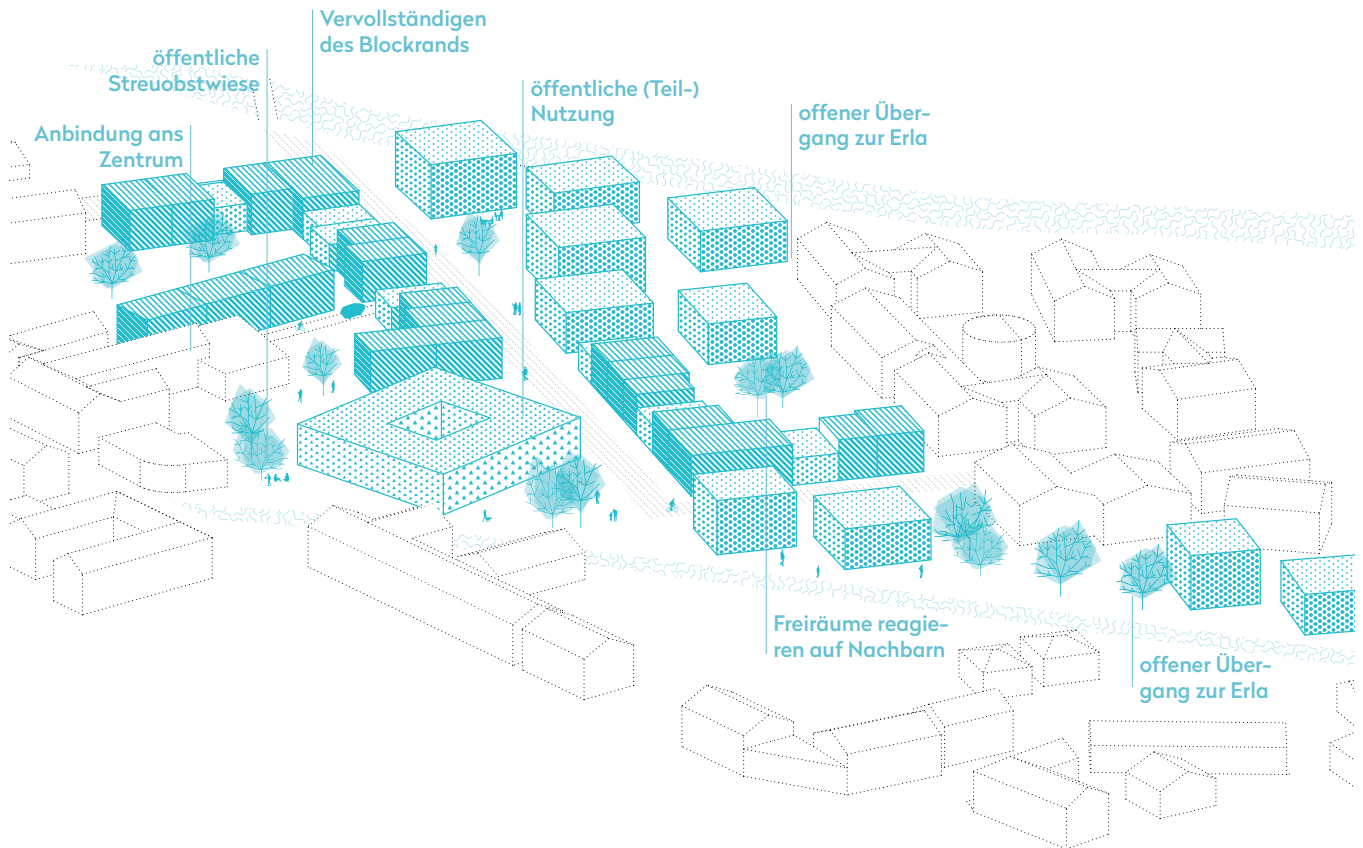 Vervollständigen
des Blockrands
öffentliche
Streuobstwiese
öffentliche (Teil-)
Nutzung
offener Über-
gang zur Erla
Anbindung ans
Zentrum
Freiräume reagie-
ren auf Nachbarn
offener Über-
gang zur Erla